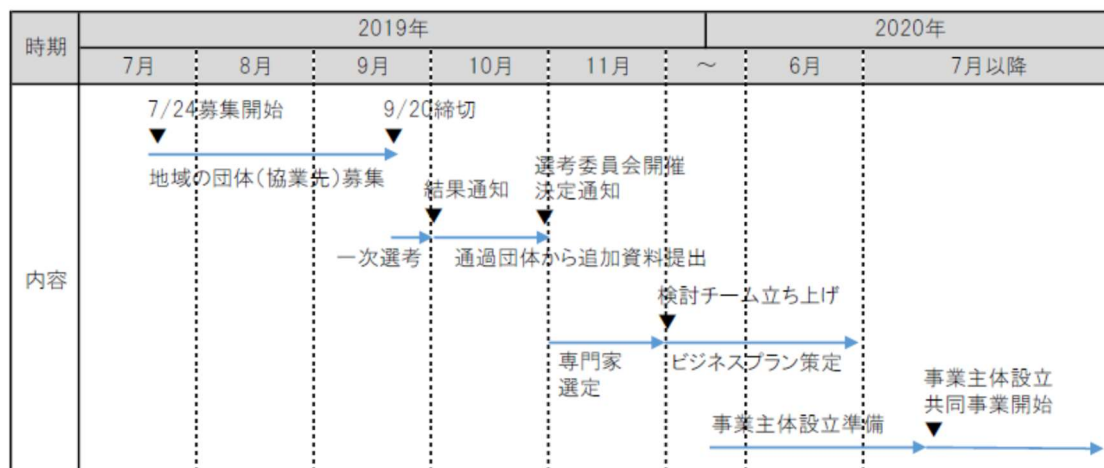 時期
2019年
2020年
7月
8月
9月
10月
11月
～
6月
7月以降
内容
7/24募集開始
9/20締切
地域の団体（協業先）募集
結果通知
選考委員会開催
決定通知
一次選考
通過団体から追加資料提出
検討チーム立ち上げ
専門家
選定
ビジネスプラン策定
事業主体設立
共同事業開始
事業主体設立準備